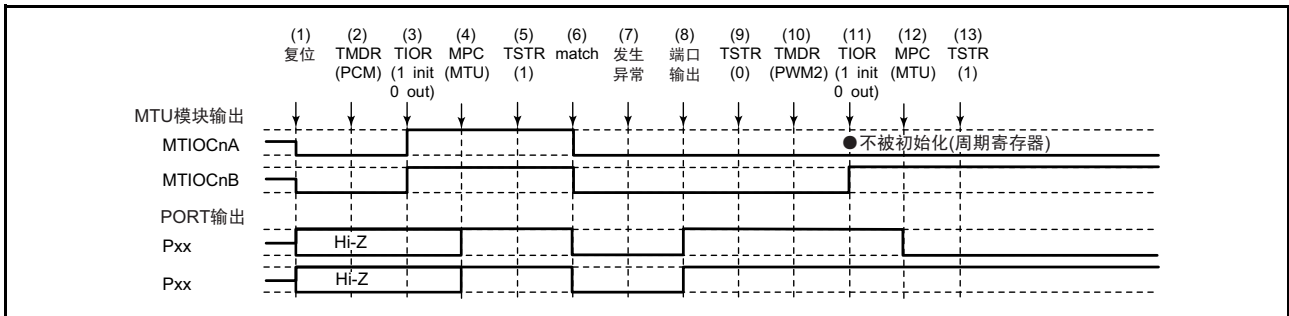 (1) (2) (3) (4) (5) (6) (7) (8) (9) (10) (11) (12) (13)
复位 TMDR TIOR MPC TSTR match 发生 端口 TSTR TMDR TIOR MPC TSTR
(PCM) (1 init (MTU) (1) 异常 输出 (0) (PWM2) (1 init (MTU) (1)
0 out) 0 out)
MTU模块输出
MTIOCnA ●不被初始化(周期寄存器)
MTIOCnB
PORT输出
Pxx Hi-Z
Pxx Hi-Z